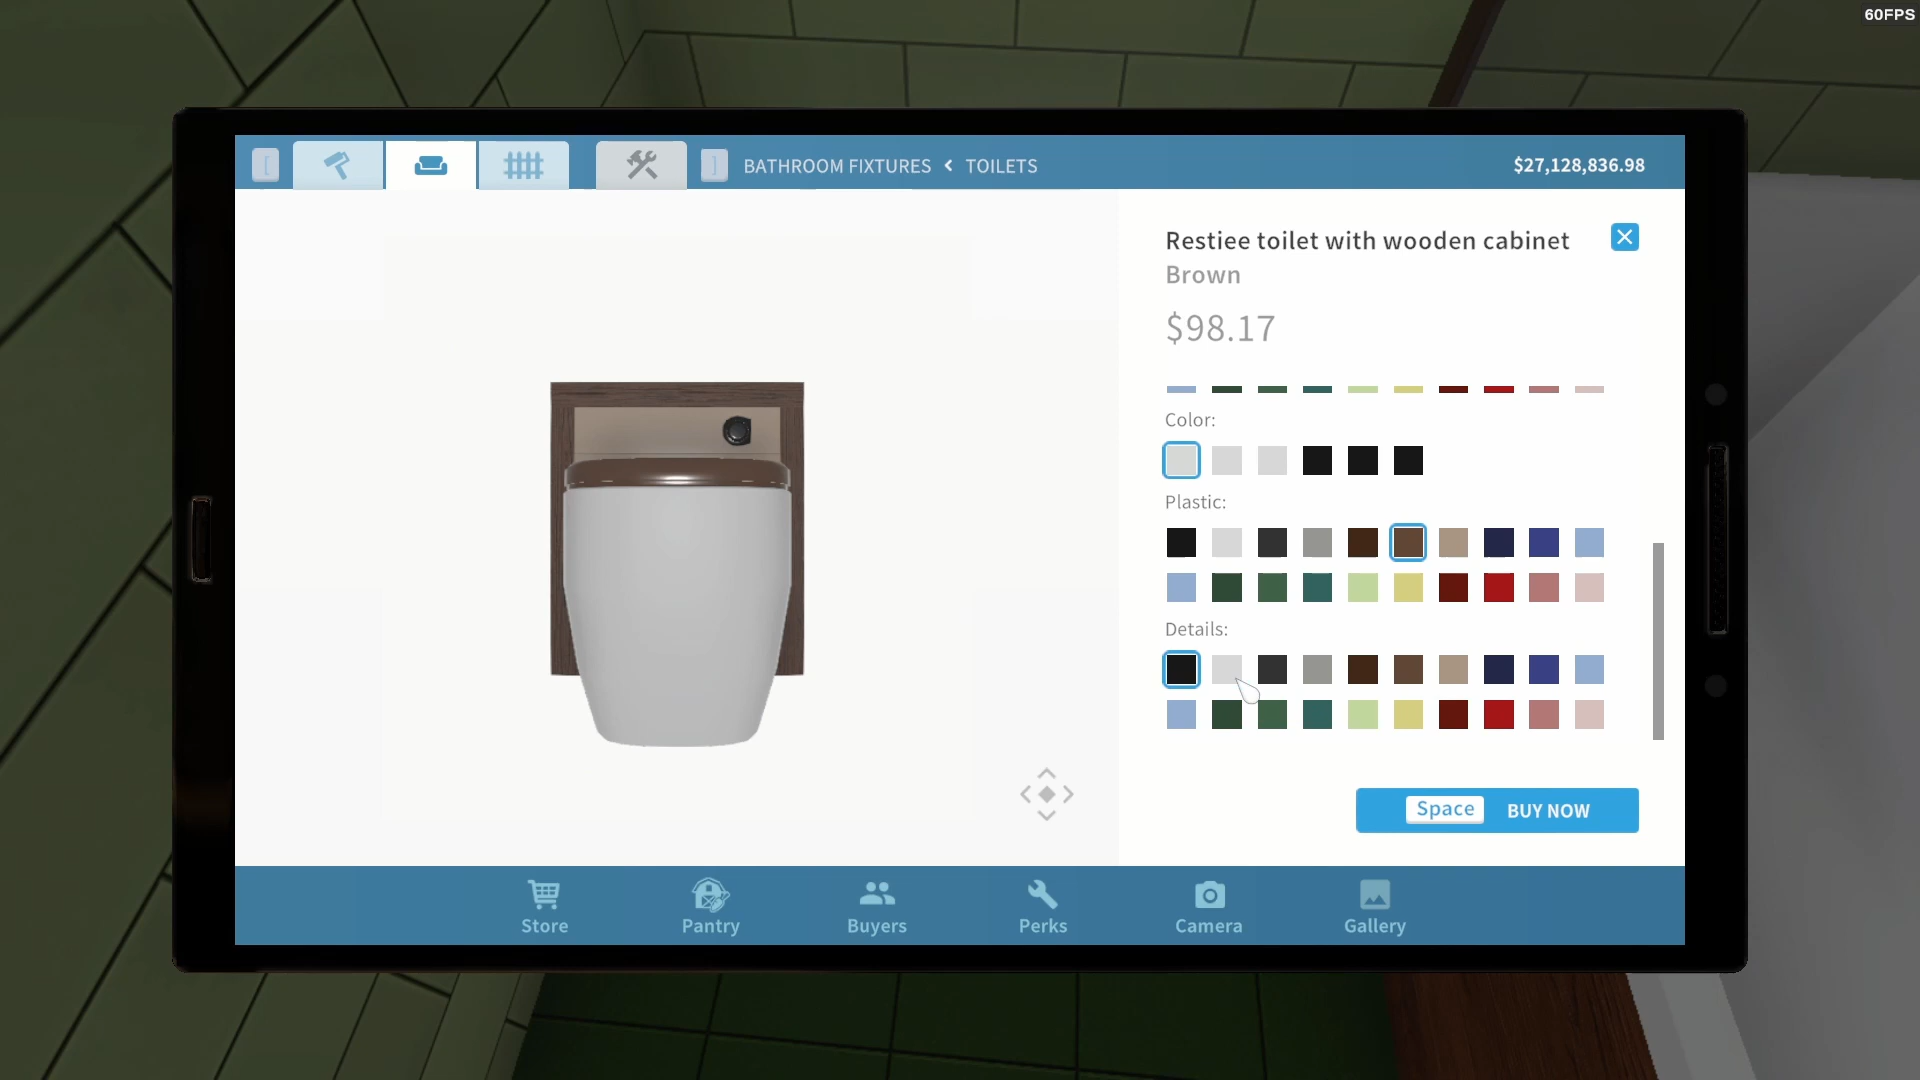 60FPS
[
]
BATHROOM FIXTURES < TOILETS
$27,128,836.98
Restiee toilet with wooden cabinet
Brown
$98.17
Color:
Plastic:
Details:
Space BUY NOW
Store
Pantry
Buyers
Perks
Camera
Gallery